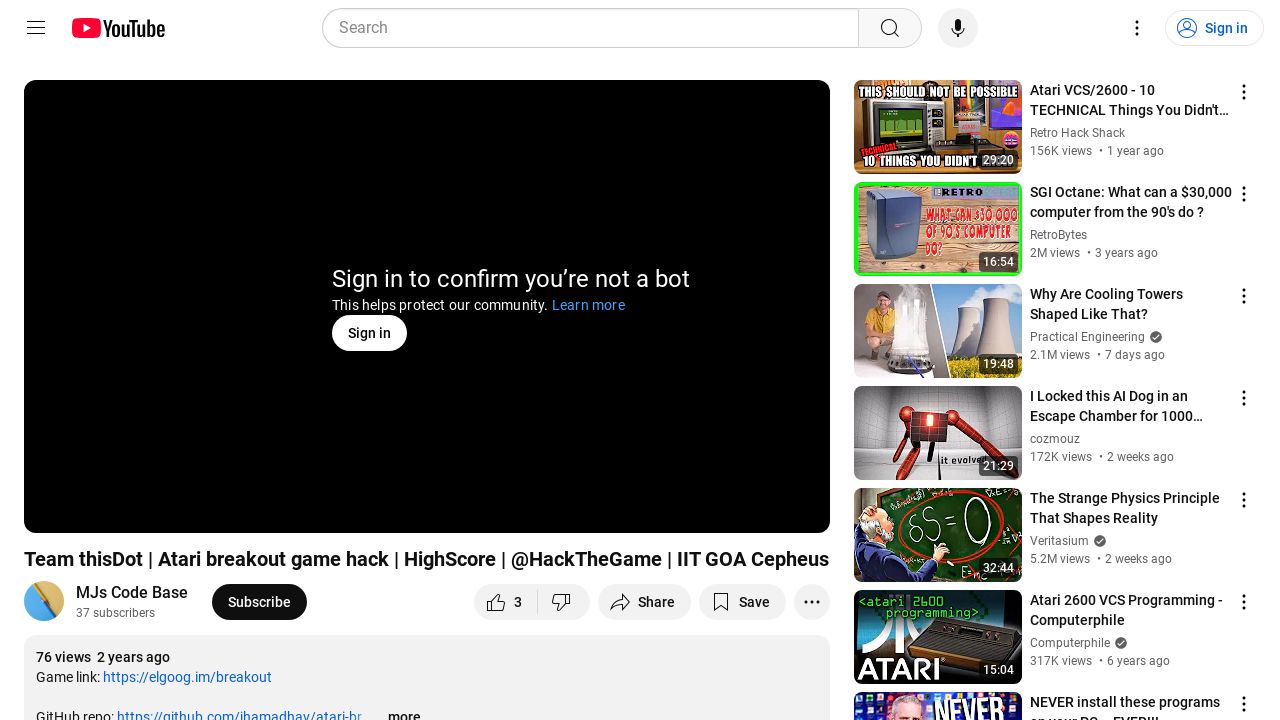 YouTube
Search
Sign in
Sign in to confirm you’re not a bot
This helps protect our community. Learn more
Sign in
Team thisDot | Atari breakout game hack | HighScore | @HackTheGame | IIT GOA Cepheus
MJs Code Base
37 subscribers
Subscribe
3
Share
Save
76 views 2 years ago
Game link: https://elgoog.im/breakout
GitHub repo: https://github.com/jhamadhav/atari-br...
...more
THIS SHOULD NOT BE POSSIBLE
ATARI
TECHNICAL
10 THINGS YOU DIDN'T
29:20
Atari VCS/2600 - 10
TECHNICAL Things You Didn't…
Retro Hack Shack
156K views • 1 year ago
RETRO
WHAT CAN $30 000
OF 90'S COMPUTER
DO?
16:54
SGI Octane: What can a $30,000
computer from the 90's do ?
RetroBytes
2M views • 3 years ago
19:48
Why Are Cooling Towers
Shaped Like That?
Practical Engineering
2.1M views • 7 days ago
it evolved
21:29
I Locked this AI Dog in an
Escape Chamber for 1000…
cozmouz
172K views • 2 weeks ago
δS=0
32:44
The Strange Physics Principle
That Shapes Reality
Veritasium
5.2M views • 2 weeks ago
<atari 2600
programming>
ATARI
15:04
Atari 2600 VCS Programming -
Computerphile
Computerphile
317K views • 6 years ago
NEVER
NEVER install these programs
on your PC... EVER!!!